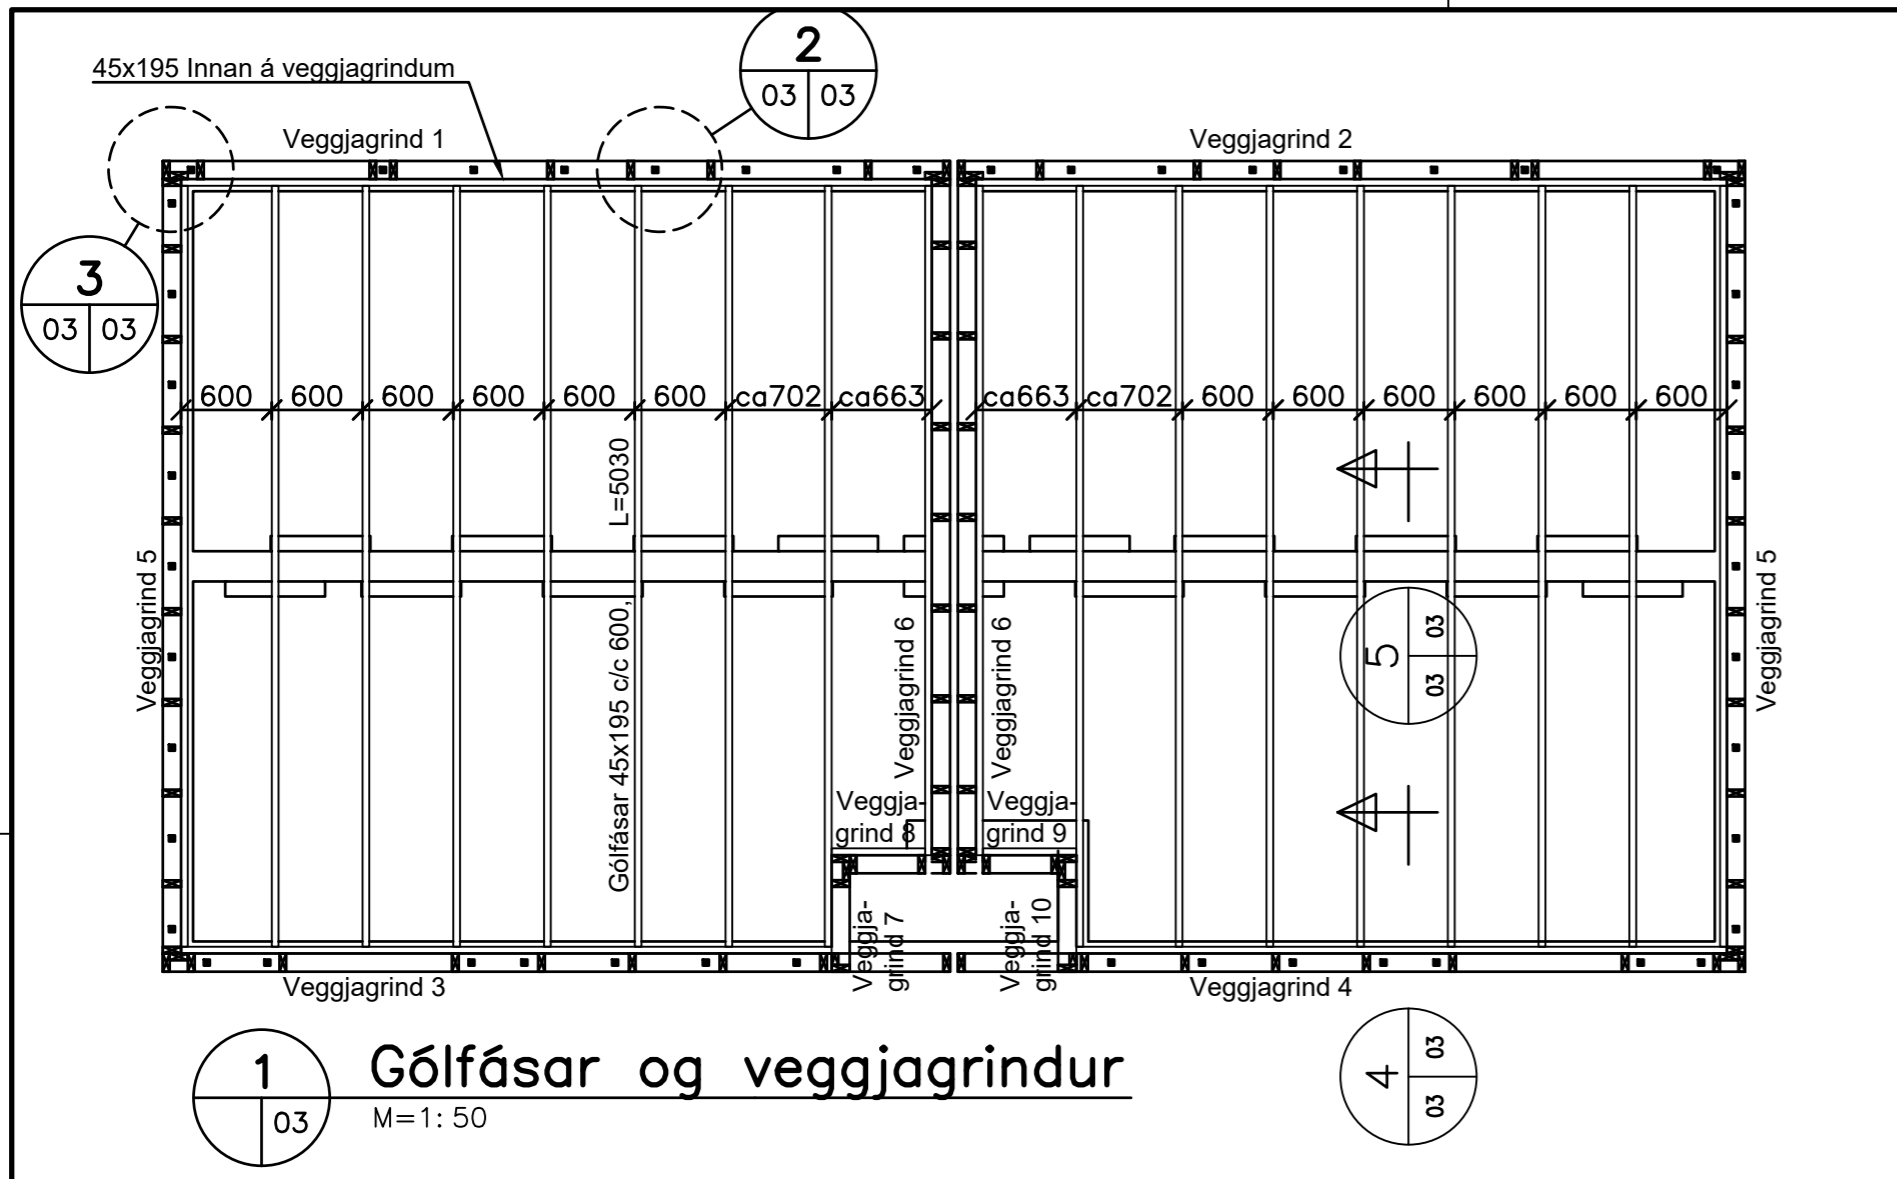 45x195 Innan á veggjagrindum
2
03 03
Veggjagrind 1
Veggjagrind 2
3
03 03
600 600 600 600 600 600 ca702 ca663 ca663 ca702 600 600 600 600 600 600
Gólfásar 45x195 c/c 600, L=5030
Veggjagrind 5
Veggjagrind 6
Veggjagrind 6
5
03
03
Veggjagrind 5
Veggja-
grind 8
Veggja-
grind 9
Veggja-
grind 7
Veggja-
grind 10
Veggjagrind 3
Veggjagrind 4
1
03
Gólfásar og veggjagrindur
M=1:50
4
03
03